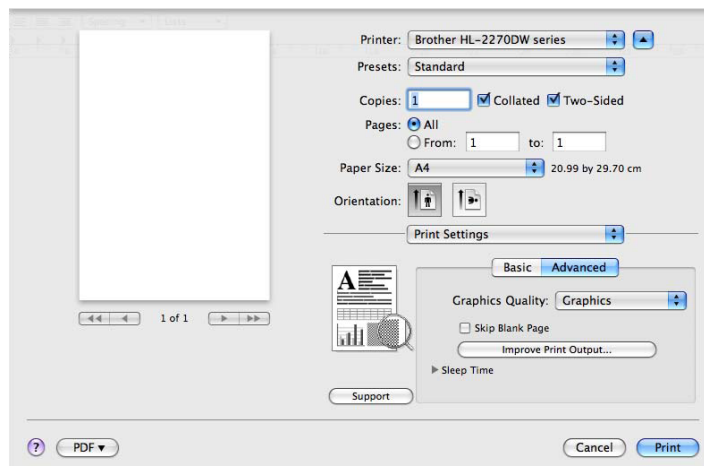 Printer: Brother HL-2270DW series
Presets: Standard
Copies: 1 Collated Two-Sided
Pages: All
From: 1 to: 1
Paper Size: A4 20.99 by 29.70 cm
Orientation:
Print Settings
Basic Advanced
A
Graphics Quality: Graphics
Skip Blank Page
Improve Print Output...
Sleep Time
1 of 1
Support
? PDF Cancel Print